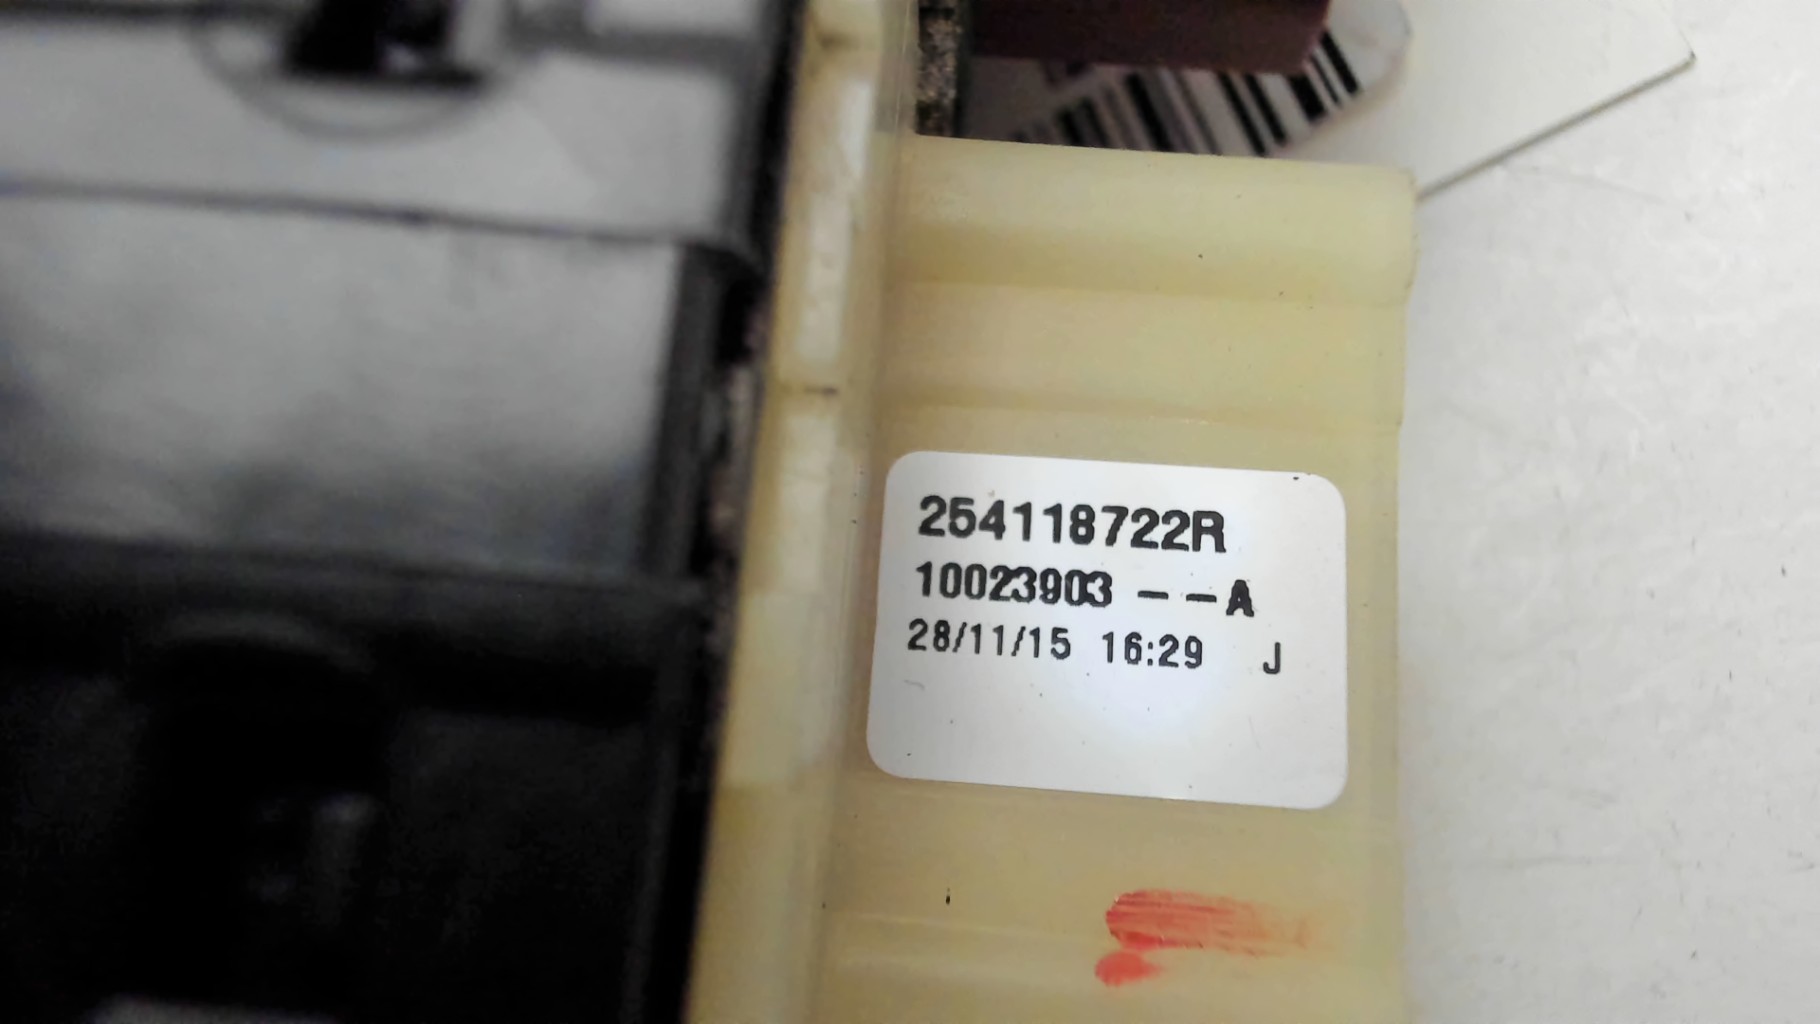 254118722R
10023903 – – A
28/11/15 16:29 J